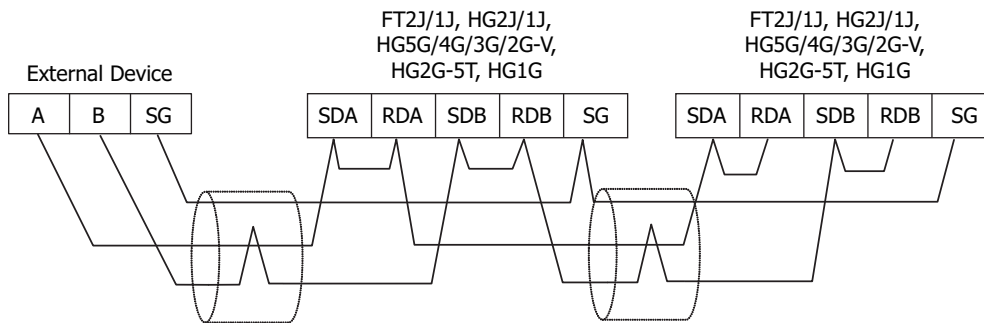 External Device
A B SG
FT2J/1J, HG2J/1J,
HG5G/4G/3G/2G-V,
HG2G-5T, HG1G
SDA RDA SDB RDB SG
FT2J/1J, HG2J/1J,
HG5G/4G/3G/2G-V,
HG2G-5T, HG1G
SDA RDA SDB RDB SG